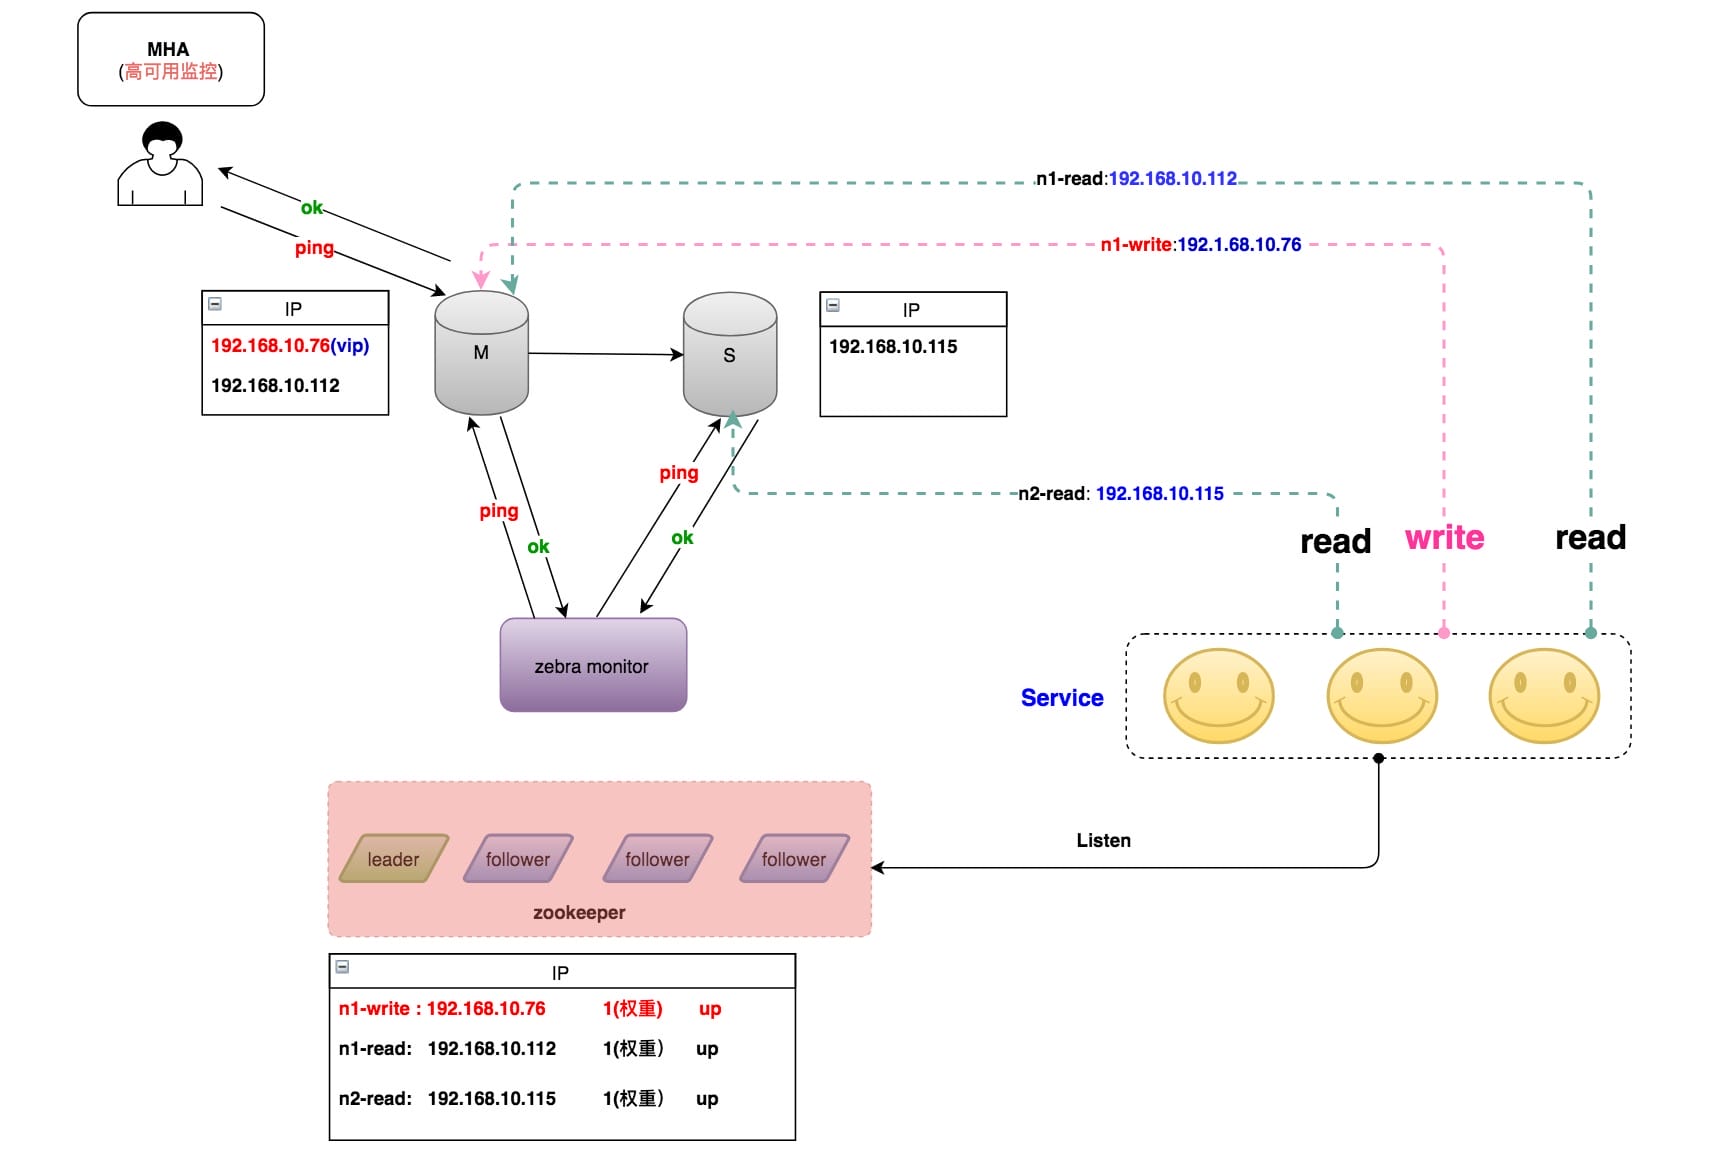 MHA
(高可用监控)
ok
ping
n1-read:192.168.10.112
n1-write:192.1.68.10.76
IP
192.168.10.76(vip)
192.168.10.112
M
S
IP
192.168.10.115
ping
ok
ping
ok
n2-read: 192.168.10.115
read
write
read
zebra monitor
Service
Listen
leader
follower
follower
follower
zookeeper
IP
n1-write : 192.168.10.76 1(权重) up
n1-read: 192.168.10.112 1(权重） up
n2-read: 192.168.10.115 1(权重） up